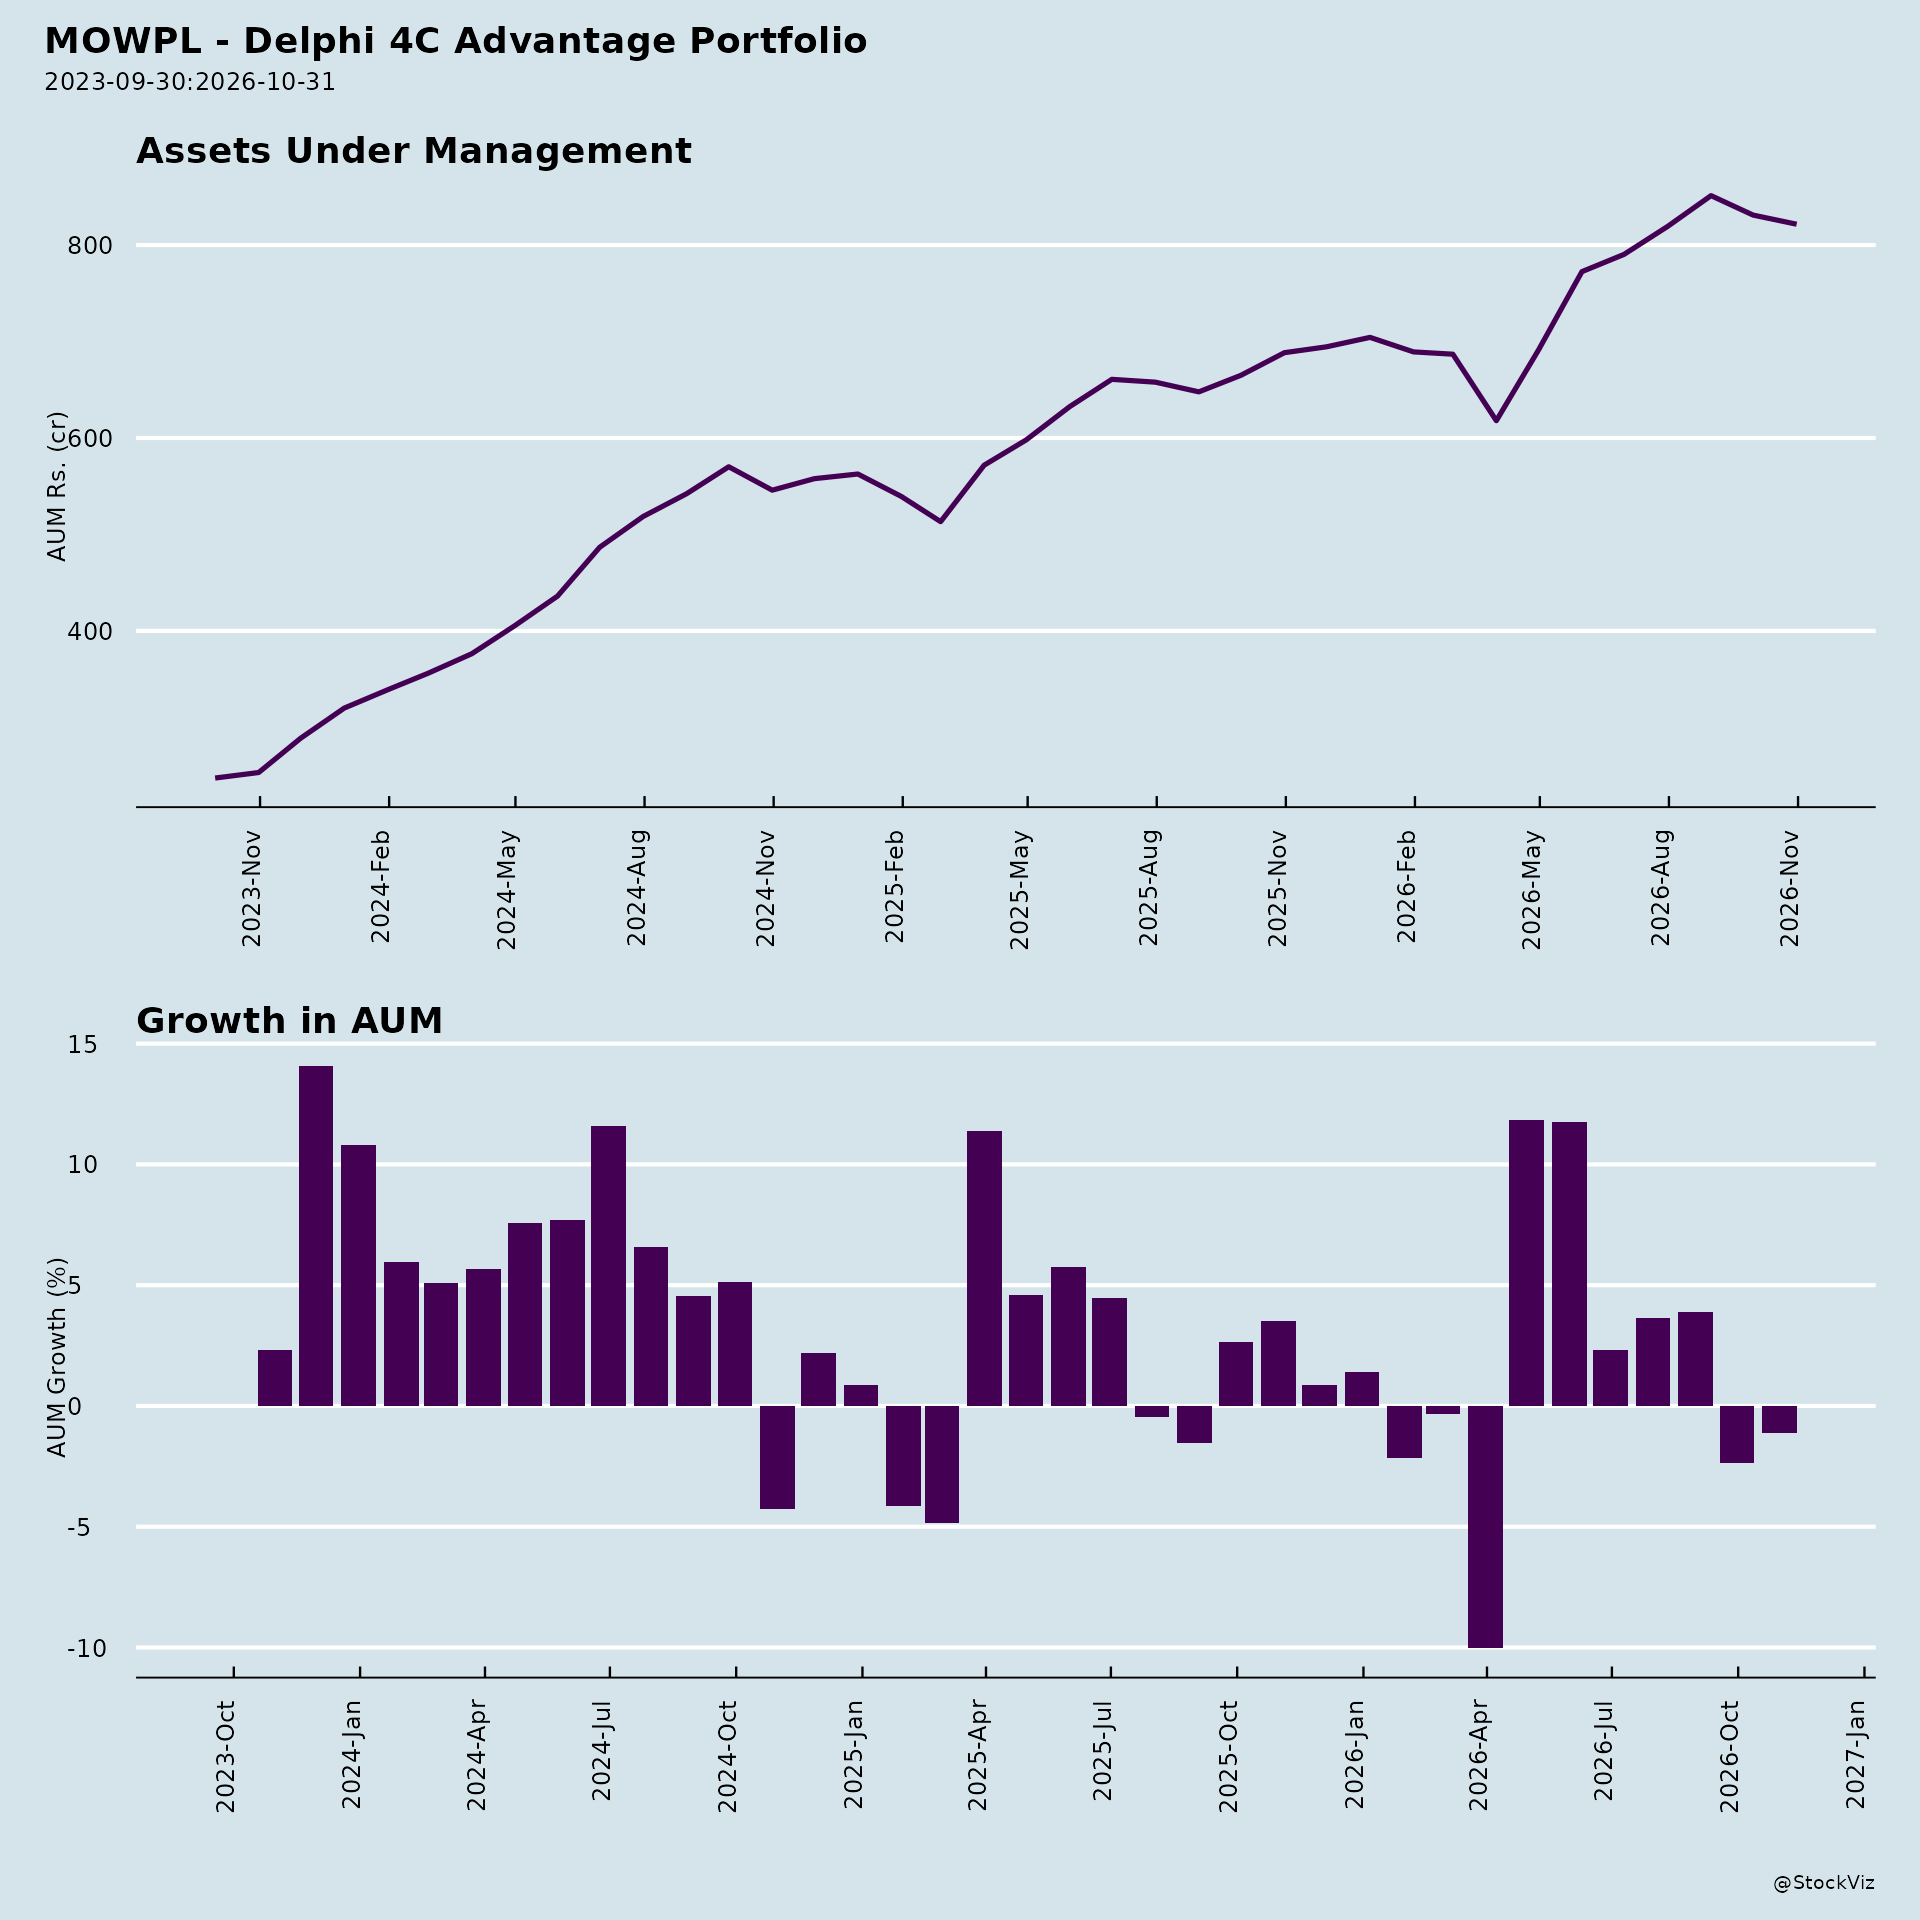 MOWPL - Delphi 4C Advantage Portfolio
2023-09-30:2026-10-31
Assets Under Management
AUM Rs. (cr)
800
600
400
2023-Nov
2024-Feb
2024-May
2024-Aug
2024-Nov
2025-Feb
2025-May
2025-Aug
2025-Nov
2026-Feb
2026-May
2026-Aug
2026-Nov
Growth in AUM
AUM Growth (%)
15
10
5
0
-5
-10
2023-Oct
2024-Jan
2024-Apr
2024-Jul
2024-Oct
2025-Jan
2025-Apr
2025-Jul
2025-Oct
2026-Jan
2026-Apr
2026-Jul
2026-Oct
2027-Jan
@StockViz